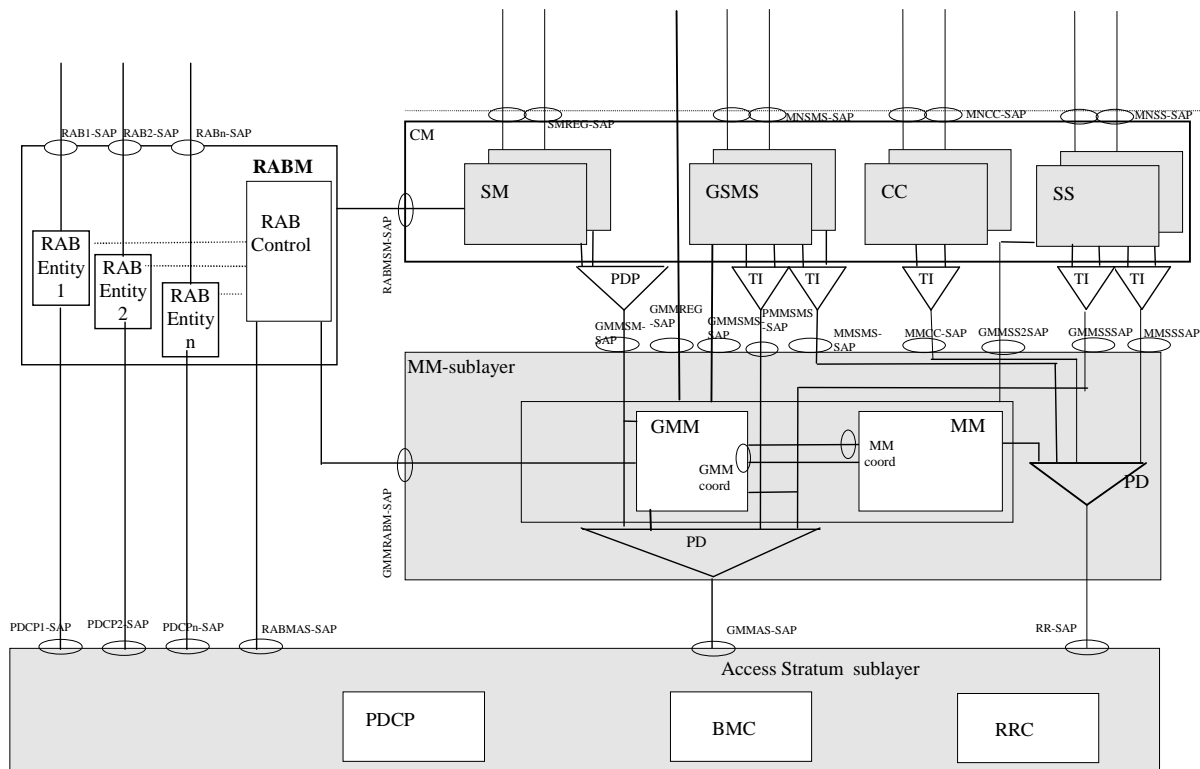 RAB1-SAP
RAB2-SAP
RABn-SAP
SMREG-SAP
MNSMS-SAP
MNCC-SAP
MNSS-SAP
CM
RABM
SM
GSMS
CC
SS
RAB
Control
RABMSM-SAP
RAB
Entity
1
RAB
Entity
2
RAB
Entity
n
PDP
TI
TI
TI
TI
TI
GMMSM-
SAP
GMMREG
-SAP
GMMSMS-
SAP
PMMSMS
-SAP
MMSMS-
SAP
MMCC-SAP
GMMSS2SAP
GMMSSSAP
MMSSSAP
MM-sublayer
GMM
MM
GMM
coord
MM
coord
PD
PD
GMMRABM-SAP
PDCP1-SAP
PDCP2-SAP
PDCPn-SAP
RABMAS-SAP
GMMAS-SAP
RR-SAP
Access Stratum sublayer
PDCP
BMC
RRC